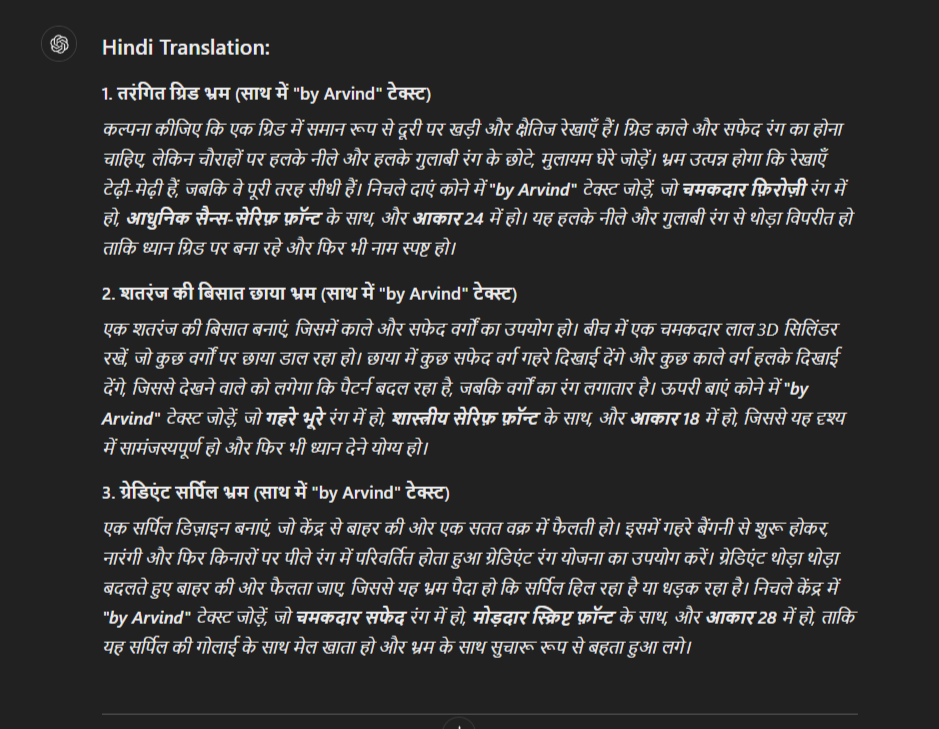 Hindi Translation:
1. तरंगित ग्रिड भ्रम (साथ में "by Arvind" टेक्स्ट)
कल्पना कीजिए कि एक ग्रिड में समान रूप से दूरी पर खड़ी और क्षैतिज रेखाएँ हैं। ग्रिड काले और सफेद रंग का होना
चाहिए, लेकिन चौराहों पर हलके नीले और हलके गुलाबी रंग के छोटे, मुलायम घेरे जोड़ें। भ्रम उत्पन्न होगा कि रेखाएँ
टेढ़ी-मेढ़ी हैं, जबकि वे पूरी तरह सीधी हैं। निचले दाएं कोने में "by Arvind" टेक्स्ट जोड़ें, जो चमकदार फ़िरोज़ी रंग में
हो, आधुनिक सैन्स-सेरिफ़ फ़ॉन्ट के साथ, और आकार 24 में हो। यह हलके नीले और गुलाबी रंग से थोड़ा विपरीत हो
ताकि ध्यान ग्रिड पर बना रहे और फिर भी नाम स्पष्ट हो।
2. शतरंज की बिसात छाया भ्रम (साथ में "by Arvind" टेक्स्ट)
एक शतरंज की बिसात बनाएं, जिसमें काले और सफेद वर्गों का उपयोग हो। बीच में एक चमकदार लाल 3D सिलिंडर
रखें, जो कुछ वर्गों पर छाया डाल रहा हो। छाया में कुछ सफेद वर्ग गहरे दिखाई देंगे और कुछ काले वर्ग हलके दिखाई
देंगे, जिससे देखने वाले को लगेगा कि पैटर्न बदल रहा है, जबकि वर्गों का रंग लगातार है। ऊपरी बाएं कोने में "by
Arvind" टेक्स्ट जोड़ें, जो गहरे भूरे रंग में हो, शास्त्रीय सेरिफ़ फ़ॉन्ट के साथ, और आकार 18 में हो, जिससे यह दृश्य
में सामंजस्यपूर्ण हो और फिर भी ध्यान देने योग्य हो।
3. ग्रेडिएंट सर्पिल भ्रम (साथ में "by Arvind" टेक्स्ट)
एक सर्पिल डिज़ाइन बनाएं, जो केंद्र से बाहर की ओर एक सतत वक्र में फैलती हो। इसमें गहरे बैंगनी से शुरू होकर,
नारंगी और फिर किनारों पर पीले रंग में परिवर्तित होता हुआ ग्रेडिएंट रंग योजना का उपयोग करें। ग्रेडिएंट थोड़ा थोड़ा
बदलते हुए बाहर की ओर फैलता जाए, जिससे यह भ्रम पैदा हो कि सर्पिल हिल रहा है या धड़क रहा है। निचले केंद्र में
"by Arvind" टेक्स्ट जोड़ें, जो चमकदार सफेद रंग में हो, मोड़दार स्क्रिप्ट फ़ॉन्ट के साथ, और आकार 28 में हो, ताकि
यह सर्पिल की गोलाई के साथ मेल खाता हो और भ्रम के साथ सुचारू रूप से बहता हुआ लगे।